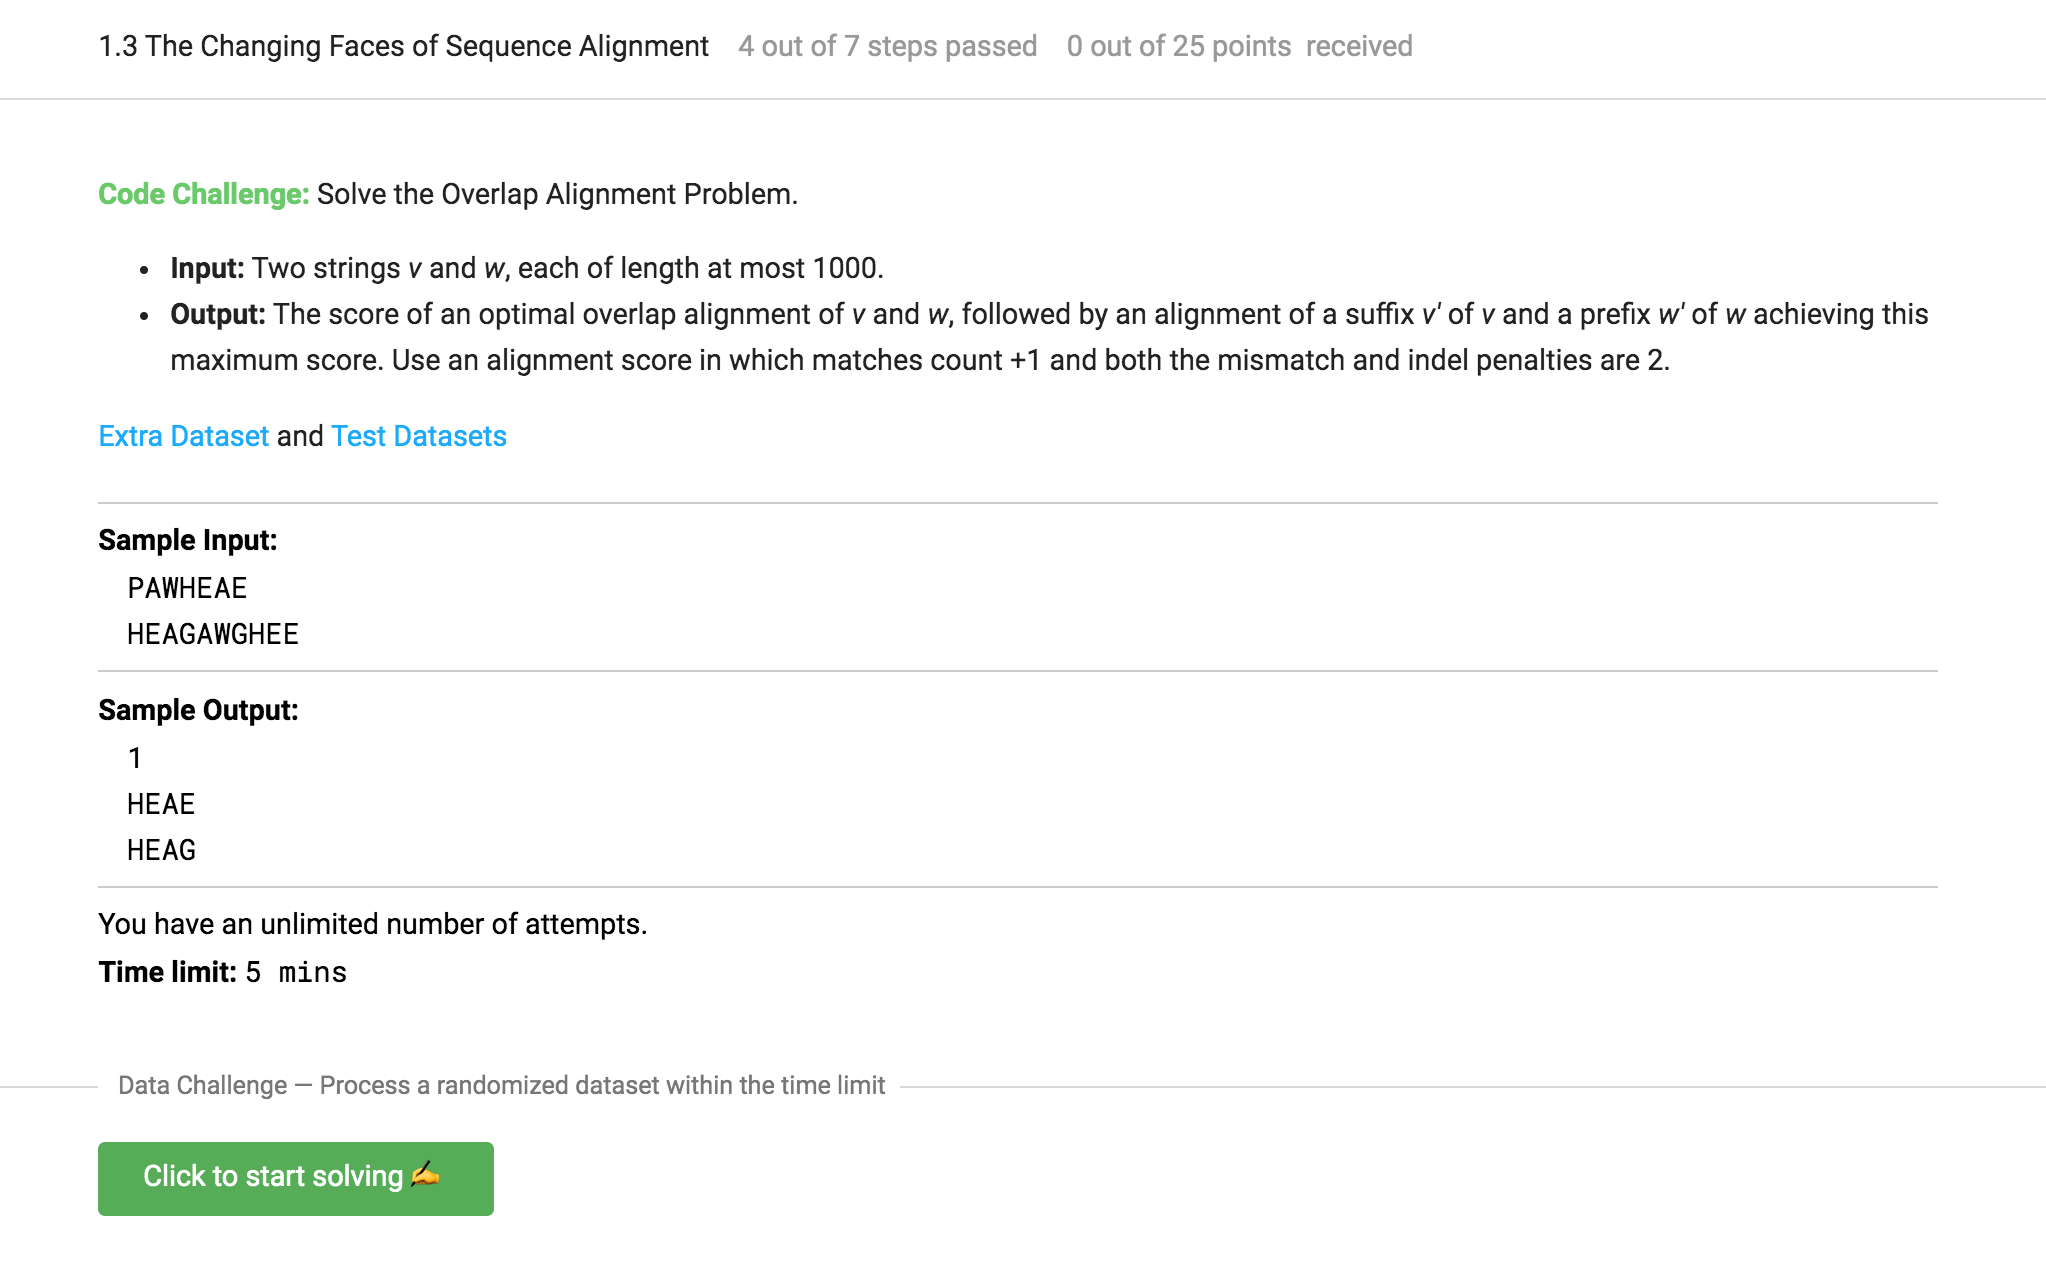 1.3 The Changing Faces of Sequence Alignment 4 out of 7 steps passed 0 out of 25 points received
Code Challenge: Solve the Overlap Alignment Problem.
• Input: Two strings v and w, each of length at most 1000.
• Output: The score of an optimal overlap alignment of v and w, followed by an alignment of a suffix v' of v and a prefix w' of w achieving this
maximum score. Use an alignment score in which matches count +1 and both the mismatch and indel penalties are 2.
Extra Dataset and Test Datasets
Sample Input:
PAWHEAE
HEAGAWGHEE
Sample Output:
1
HEAE
HEAG
You have an unlimited number of attempts.
Time limit: 5 mins
Data Challenge — Process a randomized dataset within the time limit
Click to start solving ✍